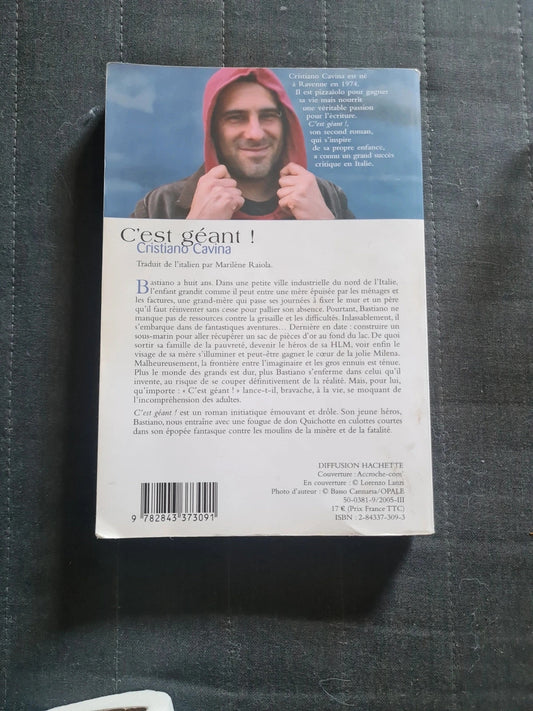 Cristiano Cavina est né
à Ravenne en 1974.
Il est pizzaïolo pour gagner
sa vie mais nourrit
une véritable passion
pour l'écriture.
C'est géant !,
son second roman,
qui s'inspire
de sa propre enfance,
a connu un grand succès
critique en Italie.
C'est géant !
Cristiano Cavina
Traduit de l'italien par Marilène Raiola.
Bastiano a huit ans. Dans une petite ville industrielle du nord de l'Italie,
l'enfant grandit comme il peut entre une mère épuisée par les ménages et
les factures, une grand-mère qui passe ses journées à fixer le mur et un père
qu'il faut réinventer sans cesse pour pallier son absence. Pourtant, Bastiano ne
manque pas de ressources contre la grisaille et les difficultés. Inlassablement, il
s'embarque dans de fantastiques aventures... Dernière en date : construire un
sous-marin pour aller récupérer un sac de pièces d'or au fond du lac. De quoi
sortir sa famille de la pauvreté, devenir le héros de sa HLM, voir enfin le
visage de sa mère s'illuminer et peut-être gagner le cœur de la jolie Milena.
Malheureusement, la frontière entre l'imaginaire et les gros ennuis est ténue.
Plus le monde des grands est dur, plus Bastiano s'enferme dans celui qu'il
invente, au risque de se couper définitivement de la réalité. Mais, pour lui,
qu'importe : « C'est géant ! » lance-t-il, bravache, à la vie, se moquant de
l'incompréhension des adultes.
C'est géant ! est un roman initiatique émouvant et drôle. Son jeune héros,
Bastiano, nous entraîne avec une fougue de don Quichotte en culottes courtes
dans son épopée fantasque contre les moulins de la misère et de la fatalité.
DIFFUSION HACHETTE
Couverture : Accroche-com'
En couverture : © Lorenzo Lanzi
Photo d'auteur : © Basso Cannarsa/OPALE
50-0381-9/2005-III
17 € (Prix France TTC)
ISBN : 2-84337-309-3
9 782843 373091